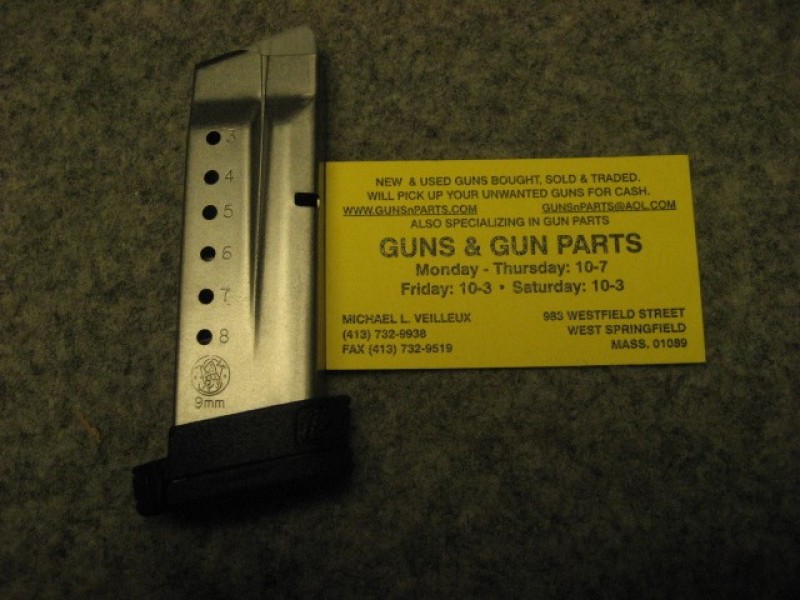 3
4
5
6
7
8
9mm
NEW & USED GUNS BOUGHT, SOLD & TRADED.
WILL PICK UP YOUR UNWANTED GUNS FOR CASH.
WWW.GUNSnPARTS.COM GUNSnPARTS@AOL.COM
ALSO SPECIALIZING IN GUN PARTS
GUNS & GUN PARTS
Monday - Thursday: 10-7
Friday: 10-3 • Saturday: 10-3
MICHAEL L. VEILLEUX
(413) 732-9938
FAX (413) 732-9519
983 WESTFIELD STREET
WEST SPRINGFIELD
MASS. 01089